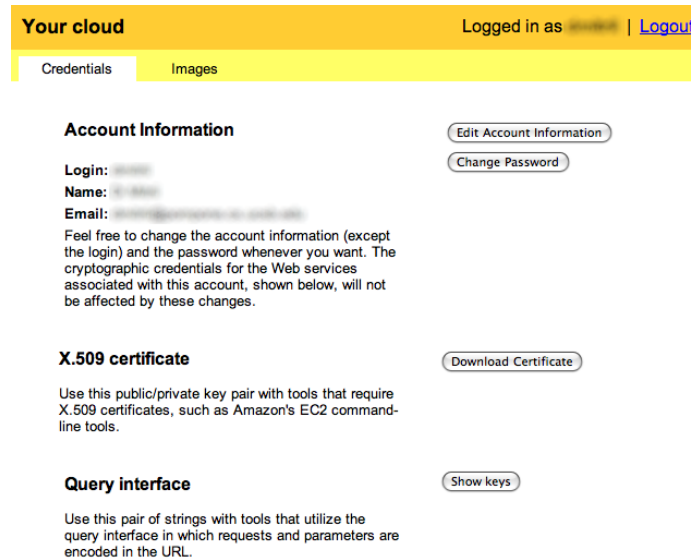 Your cloud
Logged in as | Logout
Credentials Images
Account Information
Edit Account Information
Change Password
Login:
Name:
Email:
Feel free to change the account information (except
the login) and the password whenever you want. The
cryptographic credentials for the Web services
associated with this account, shown below, will not
be affected by these changes.
X.509 certificate
Download Certificate
Use this public/private key pair with tools that require
X.509 certificates, such as Amazon's EC2 command-
line tools.
Query interface
Show keys
Use this pair of strings with tools that utilize the
query interface in which requests and parameters are
encoded in the URL.